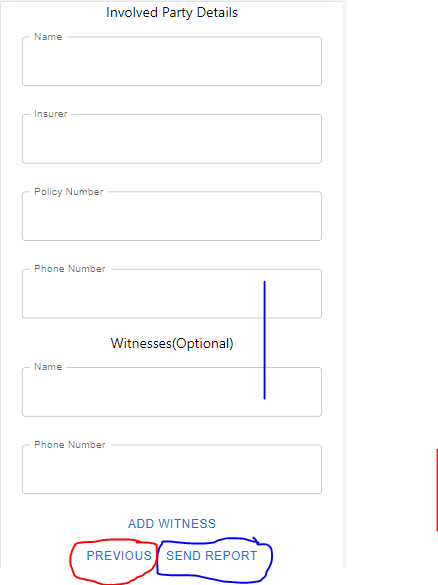 Involved Party Details
Name
Insurer
Policy Number
Phone Number
Witnesses(Optional)
Name
Phone Number
ADD WITNESS
PREVIOUS SEND REPORT